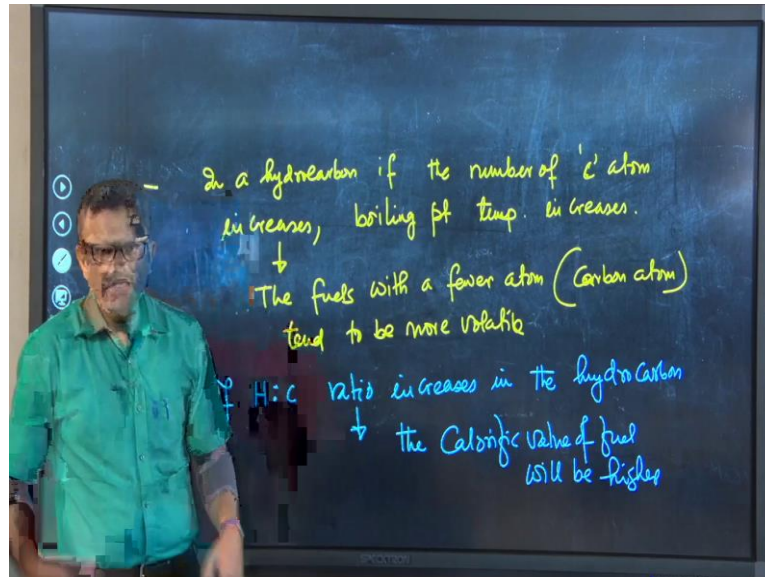 - In a hydrocarbon if the number of 'c' atom
increases, boiling pt temp. increases.
↓
The fuels with a fewer atom (Carbon atom)
tend to be more volatile
If H:C ratio increases in the hydrocarbon
↓ the Calorific value of fuel
will be higher